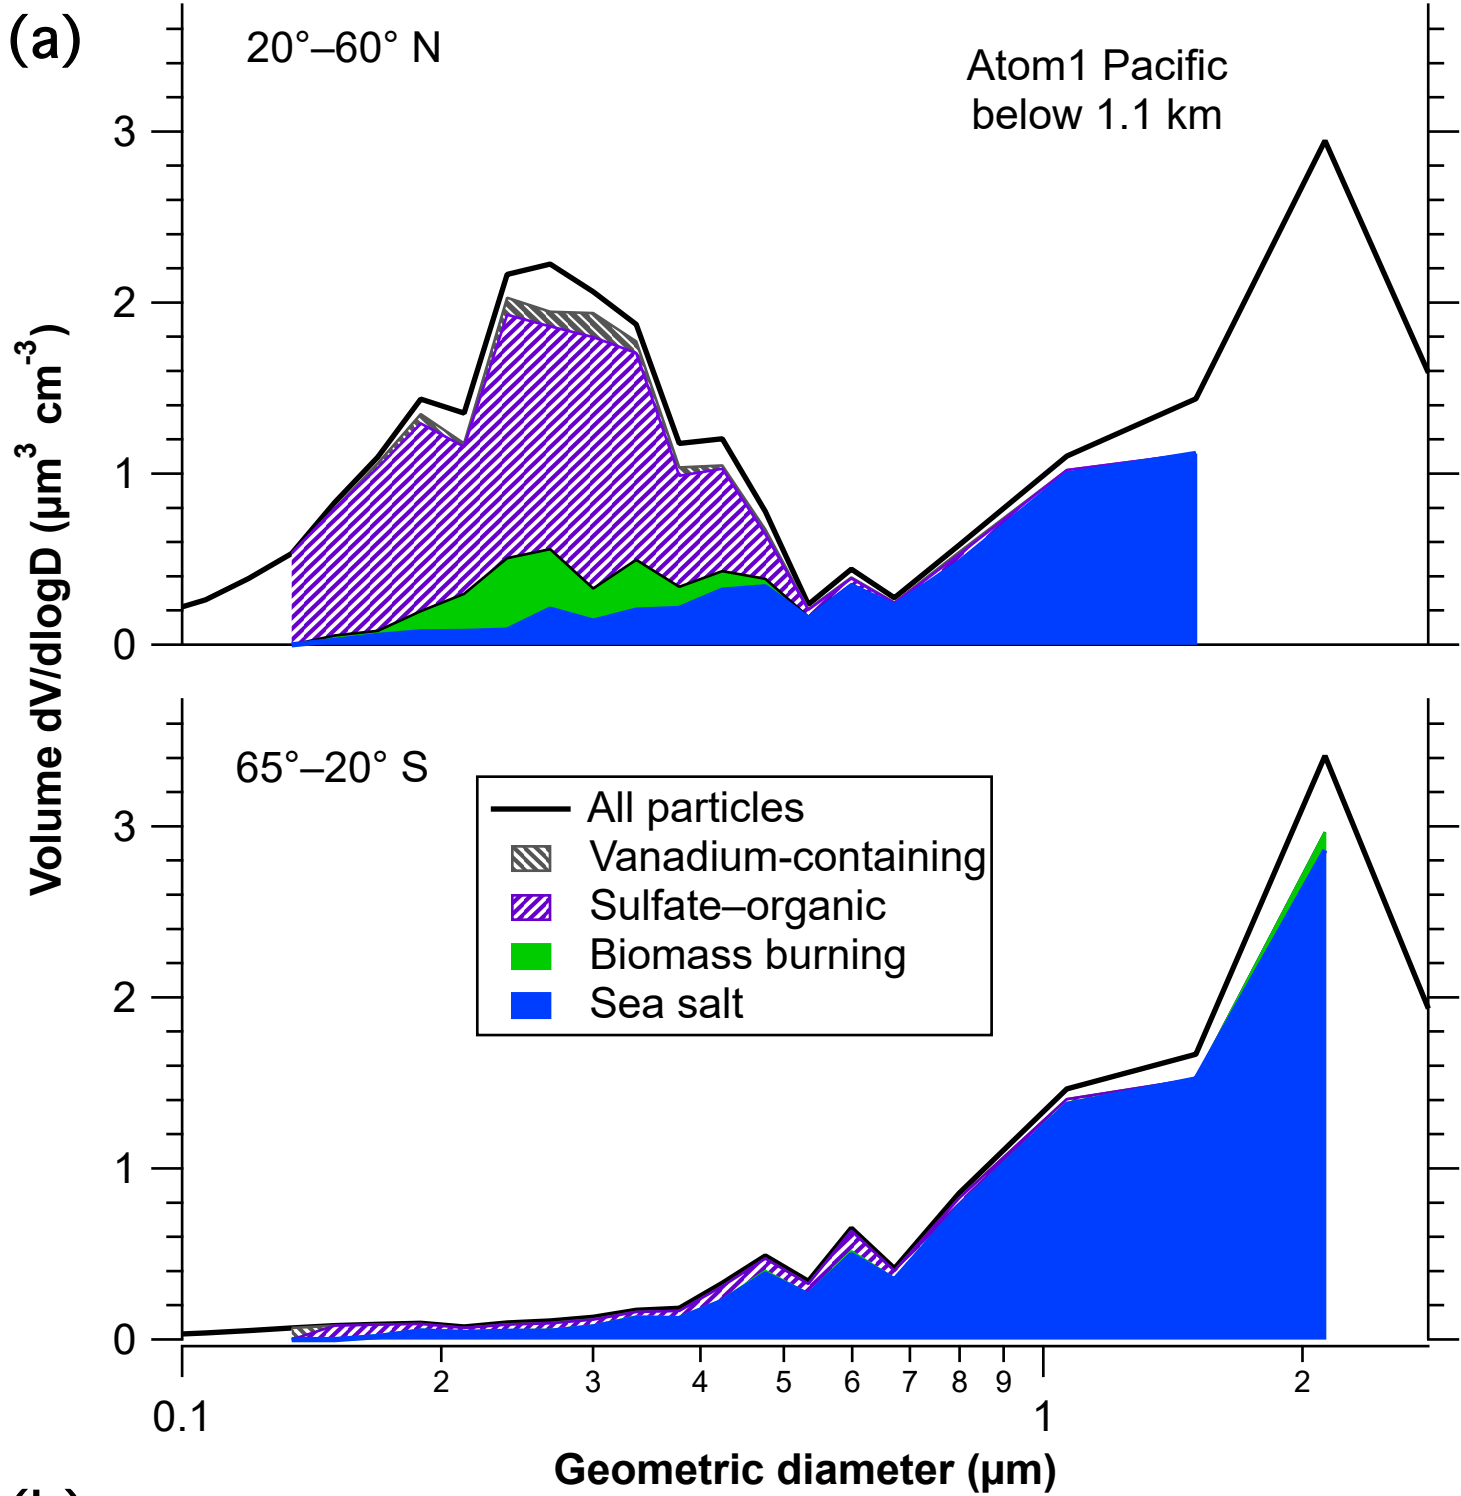 (a)
20°–60° N
Atom1 Pacific
below 1.1 km
3
2
1
0
Volume dV/dlogD (µm³ cm⁻³)
65°–20° S
All particles
Vanadium-containing
Sulfate–organic
Biomass burning
Sea salt
3
2
1
0
2 3 4 5 6 7 8 9 2
0.1 1
Geometric diameter (µm)